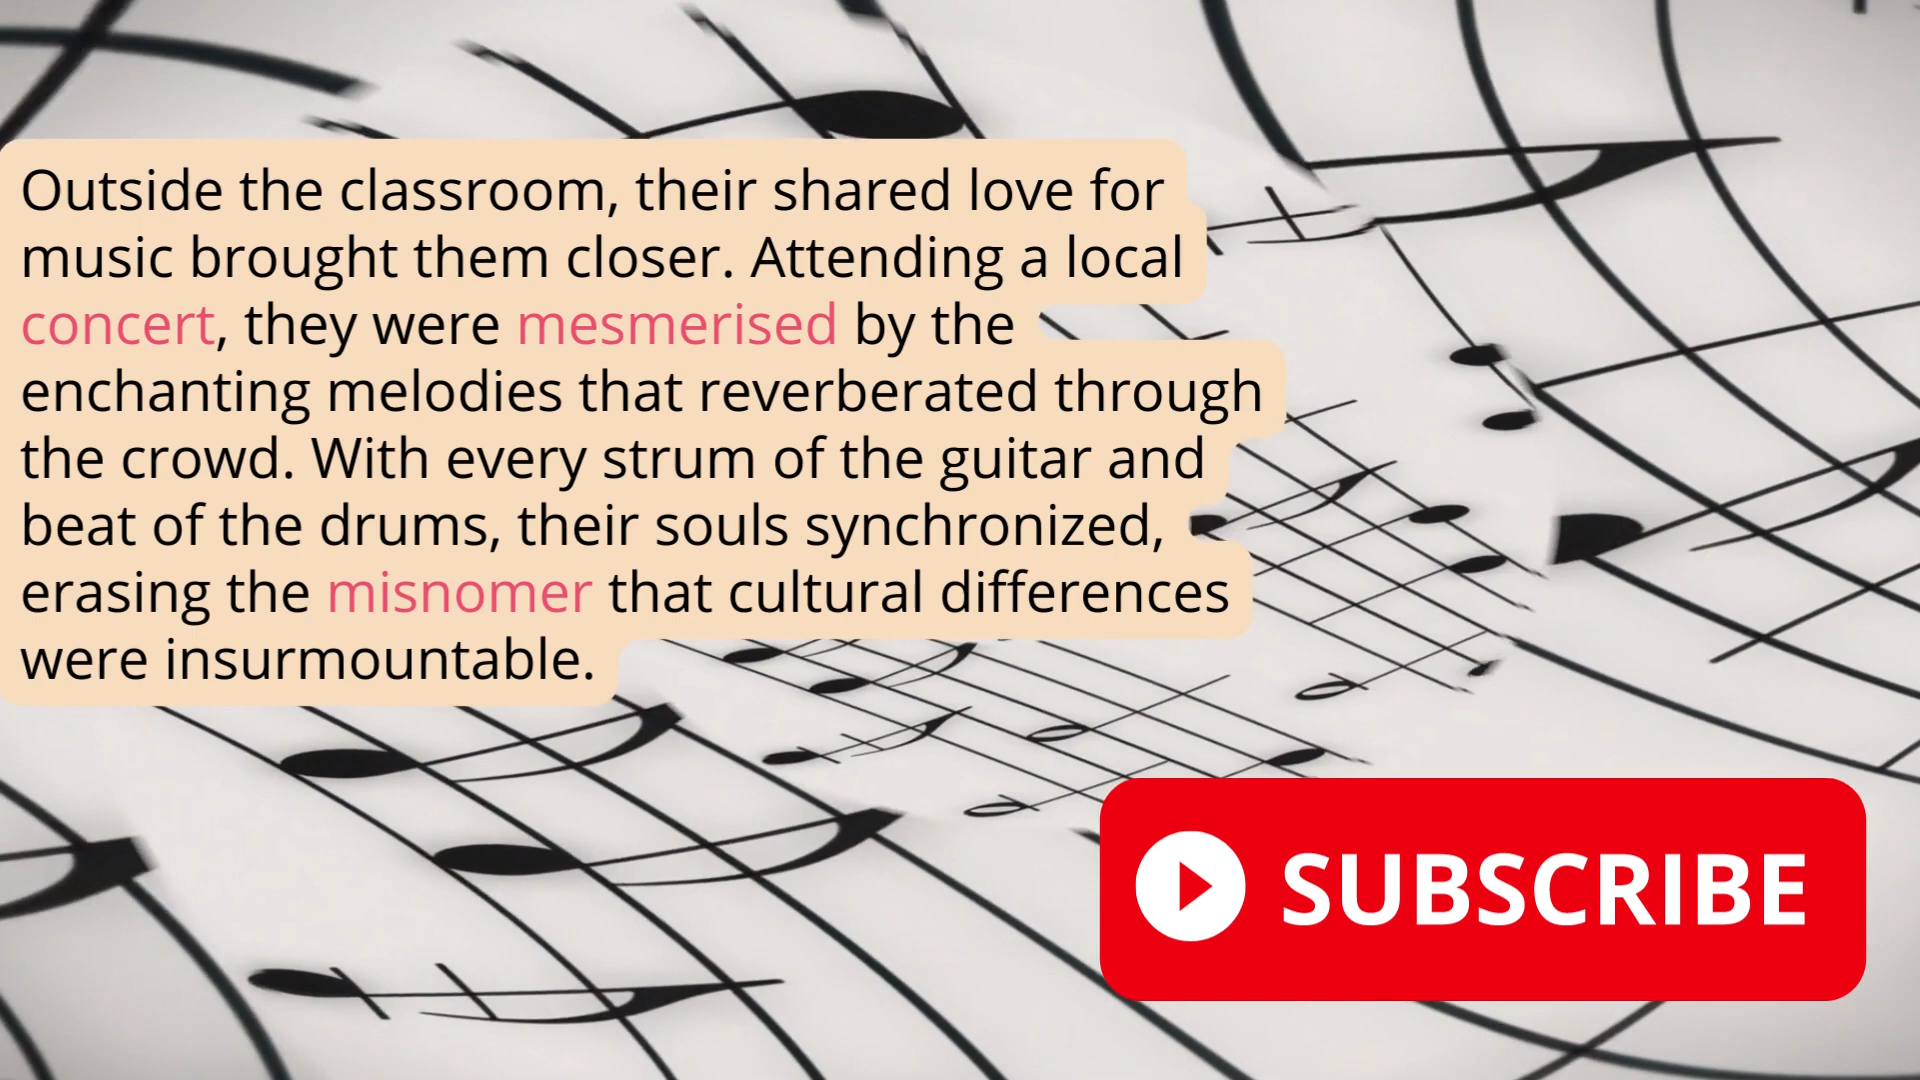 Outside the classroom, their shared love for
music brought them closer. Attending a local
concert, they were mesmerised by the
enchanting melodies that reverberated through
the crowd. With every strum of the guitar and
beat of the drums, their souls synchronized,
erasing the misnomer that cultural differences
were insurmountable.
SUBSCRIBE